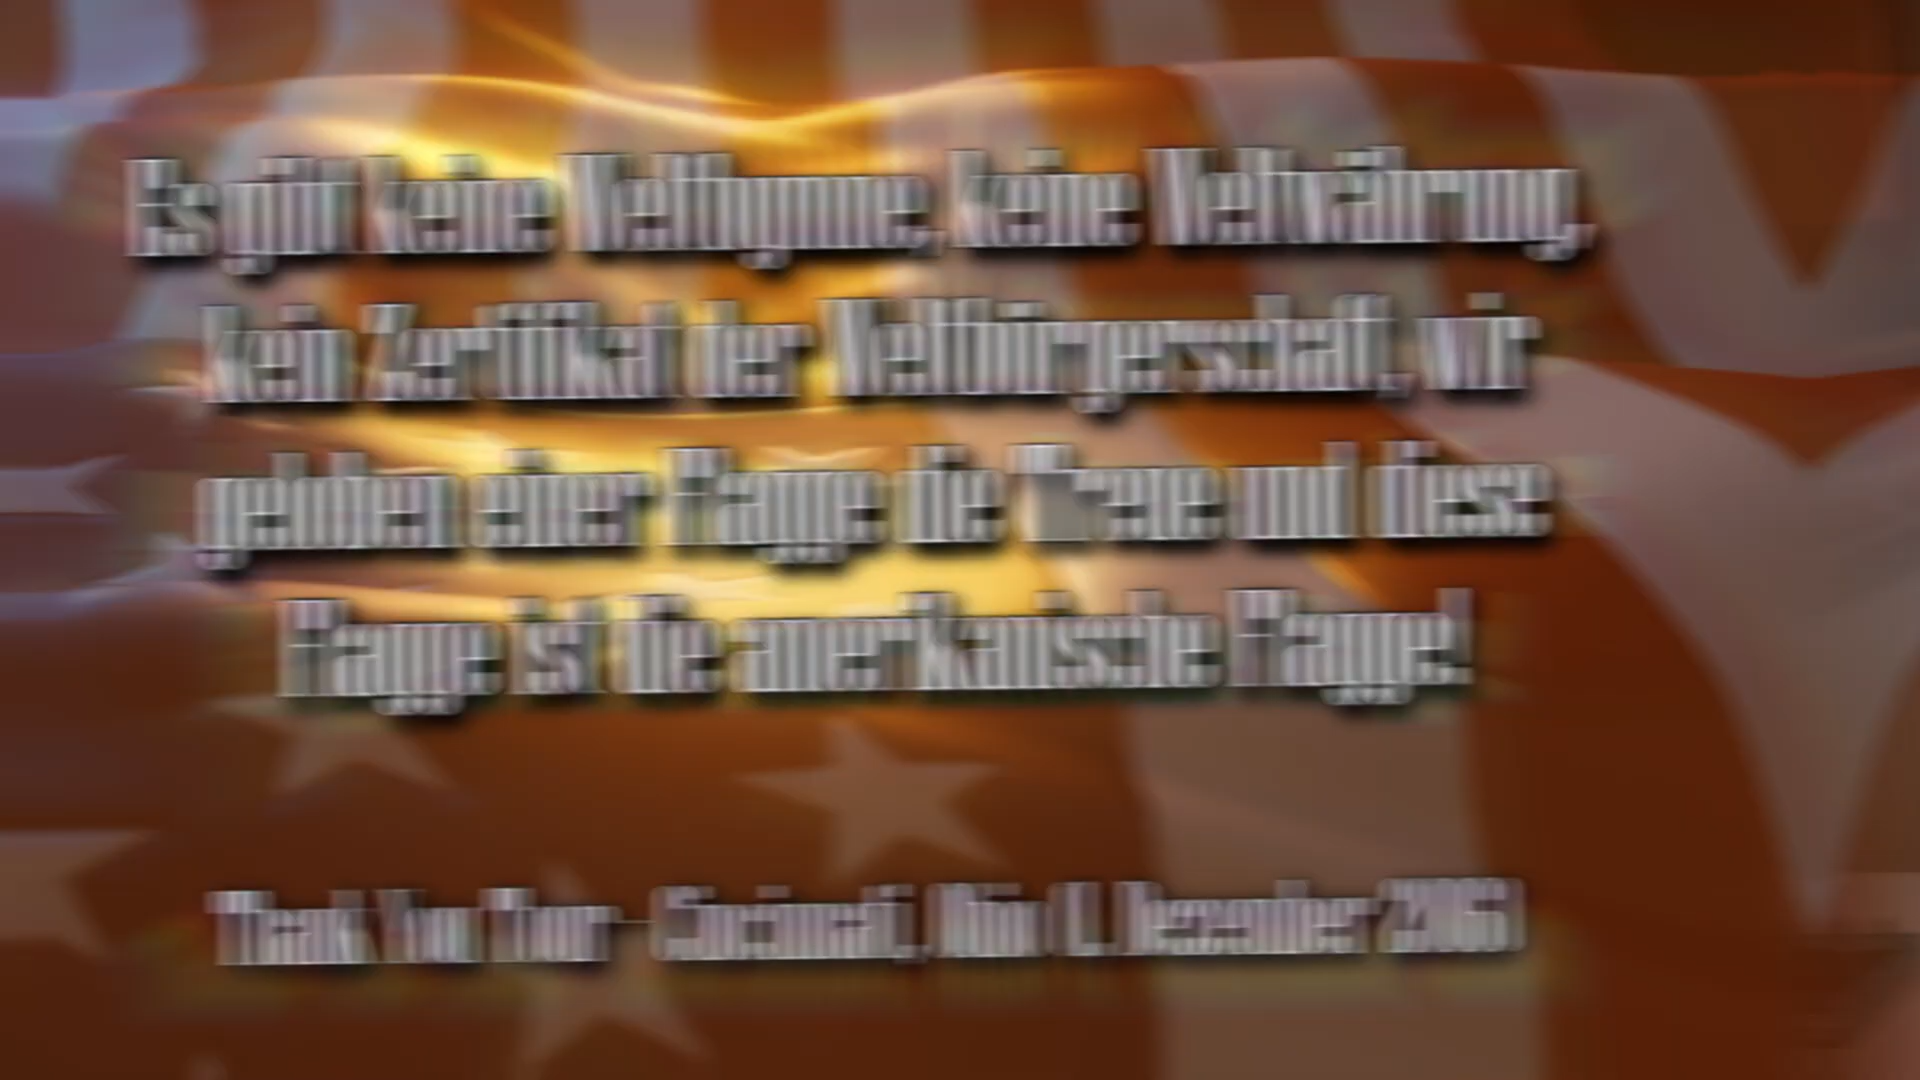 Es gibt keine Welthymne, keine Weltwährung,
kein Zertifikat der Weltbürgerschaft, wir
geloben einer Flagge die Treue und diese
Flagge ist die amerikanische Flagge!
Thank You Tour - Cincinnati, Ohio 1. Dezember 2016